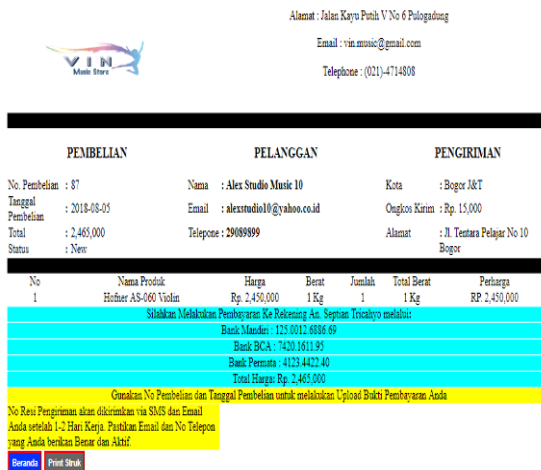 Alamat : Jalan Kayu Putih V No 6 Pulogadung
Email : vin.music@gmail.com
Telephone : (021)-4714808
VIN
Music Store
PEMBELIAN
No. Pembelian : 87
Tanggal Pembelian : 2018-08-05
Total : 2,465,000
Status : New
PELANGGAN
Nama : Alex Studio Music 10
Email : alexstudio10@yahoo.co.id
Telepone : 29089899
PENGIRIMAN
Kota : Bogor J&T
Ongkos Kirim : Rp. 15,000
Alamat : Jl. Tentara Pelajar No 10
Bogor
No Nama Produk Harga Berat Jumlah Total Berat Perharga
1 Hofner AS-060 Violin Rp. 2,450,000 1 Kg 1 1 Kg RP. 2,450,000
Silahkan Melakukan Pembayaran Ke Rekening An. Septian Tricahyo melalui:
Bank Mandiri : 125.0012.6886.69
Bank BCA : 7420.1611.95
Bank Permata : 4123.4422.40
Total Harga: Rp. 2,465,000
Gunakan No Pembelian dan Tanggal Pembelian untuk melakukan Upload Bukti Pembayaran Anda
No Resi Pengiriman akan dikirimkan via SMS dan Email
Anda setelah 1-2 Hari Kerja. Pastikan Email dan No Telepon
yang Anda berikan Benar dan Aktif.
Beranda Print Struk